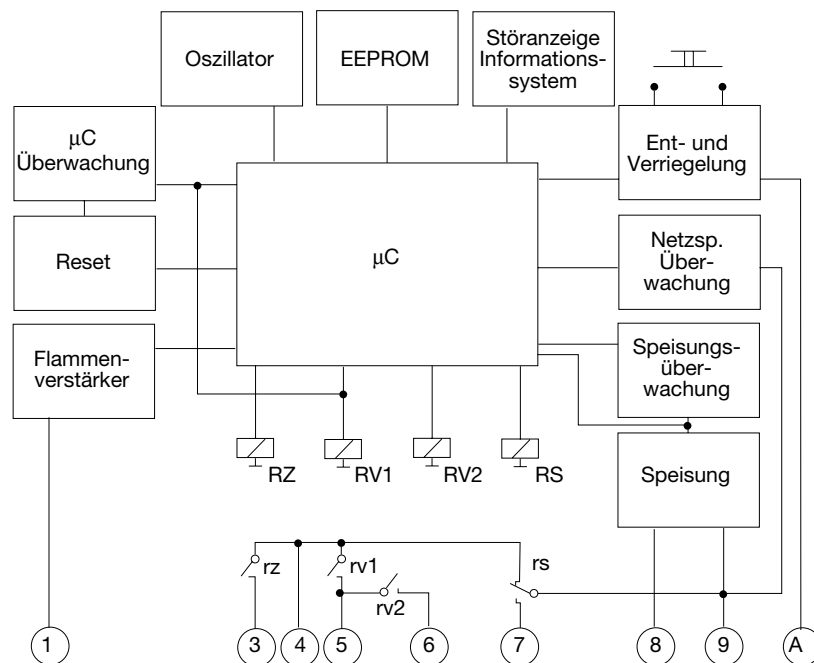 Oszillator
EEPROM
Störanzeige
Informations-
system
µC
Überwachung
Ent- und
Verriegelung
Reset
µC
Netzsp.
Über-
wachung
Flammen-
verstärker
Speisungs-
über-
wachung
RZ
RV1
RV2
RS
Speisung
rz
rv1
rv2
rs
1
3
4
5
6
7
8
9
A